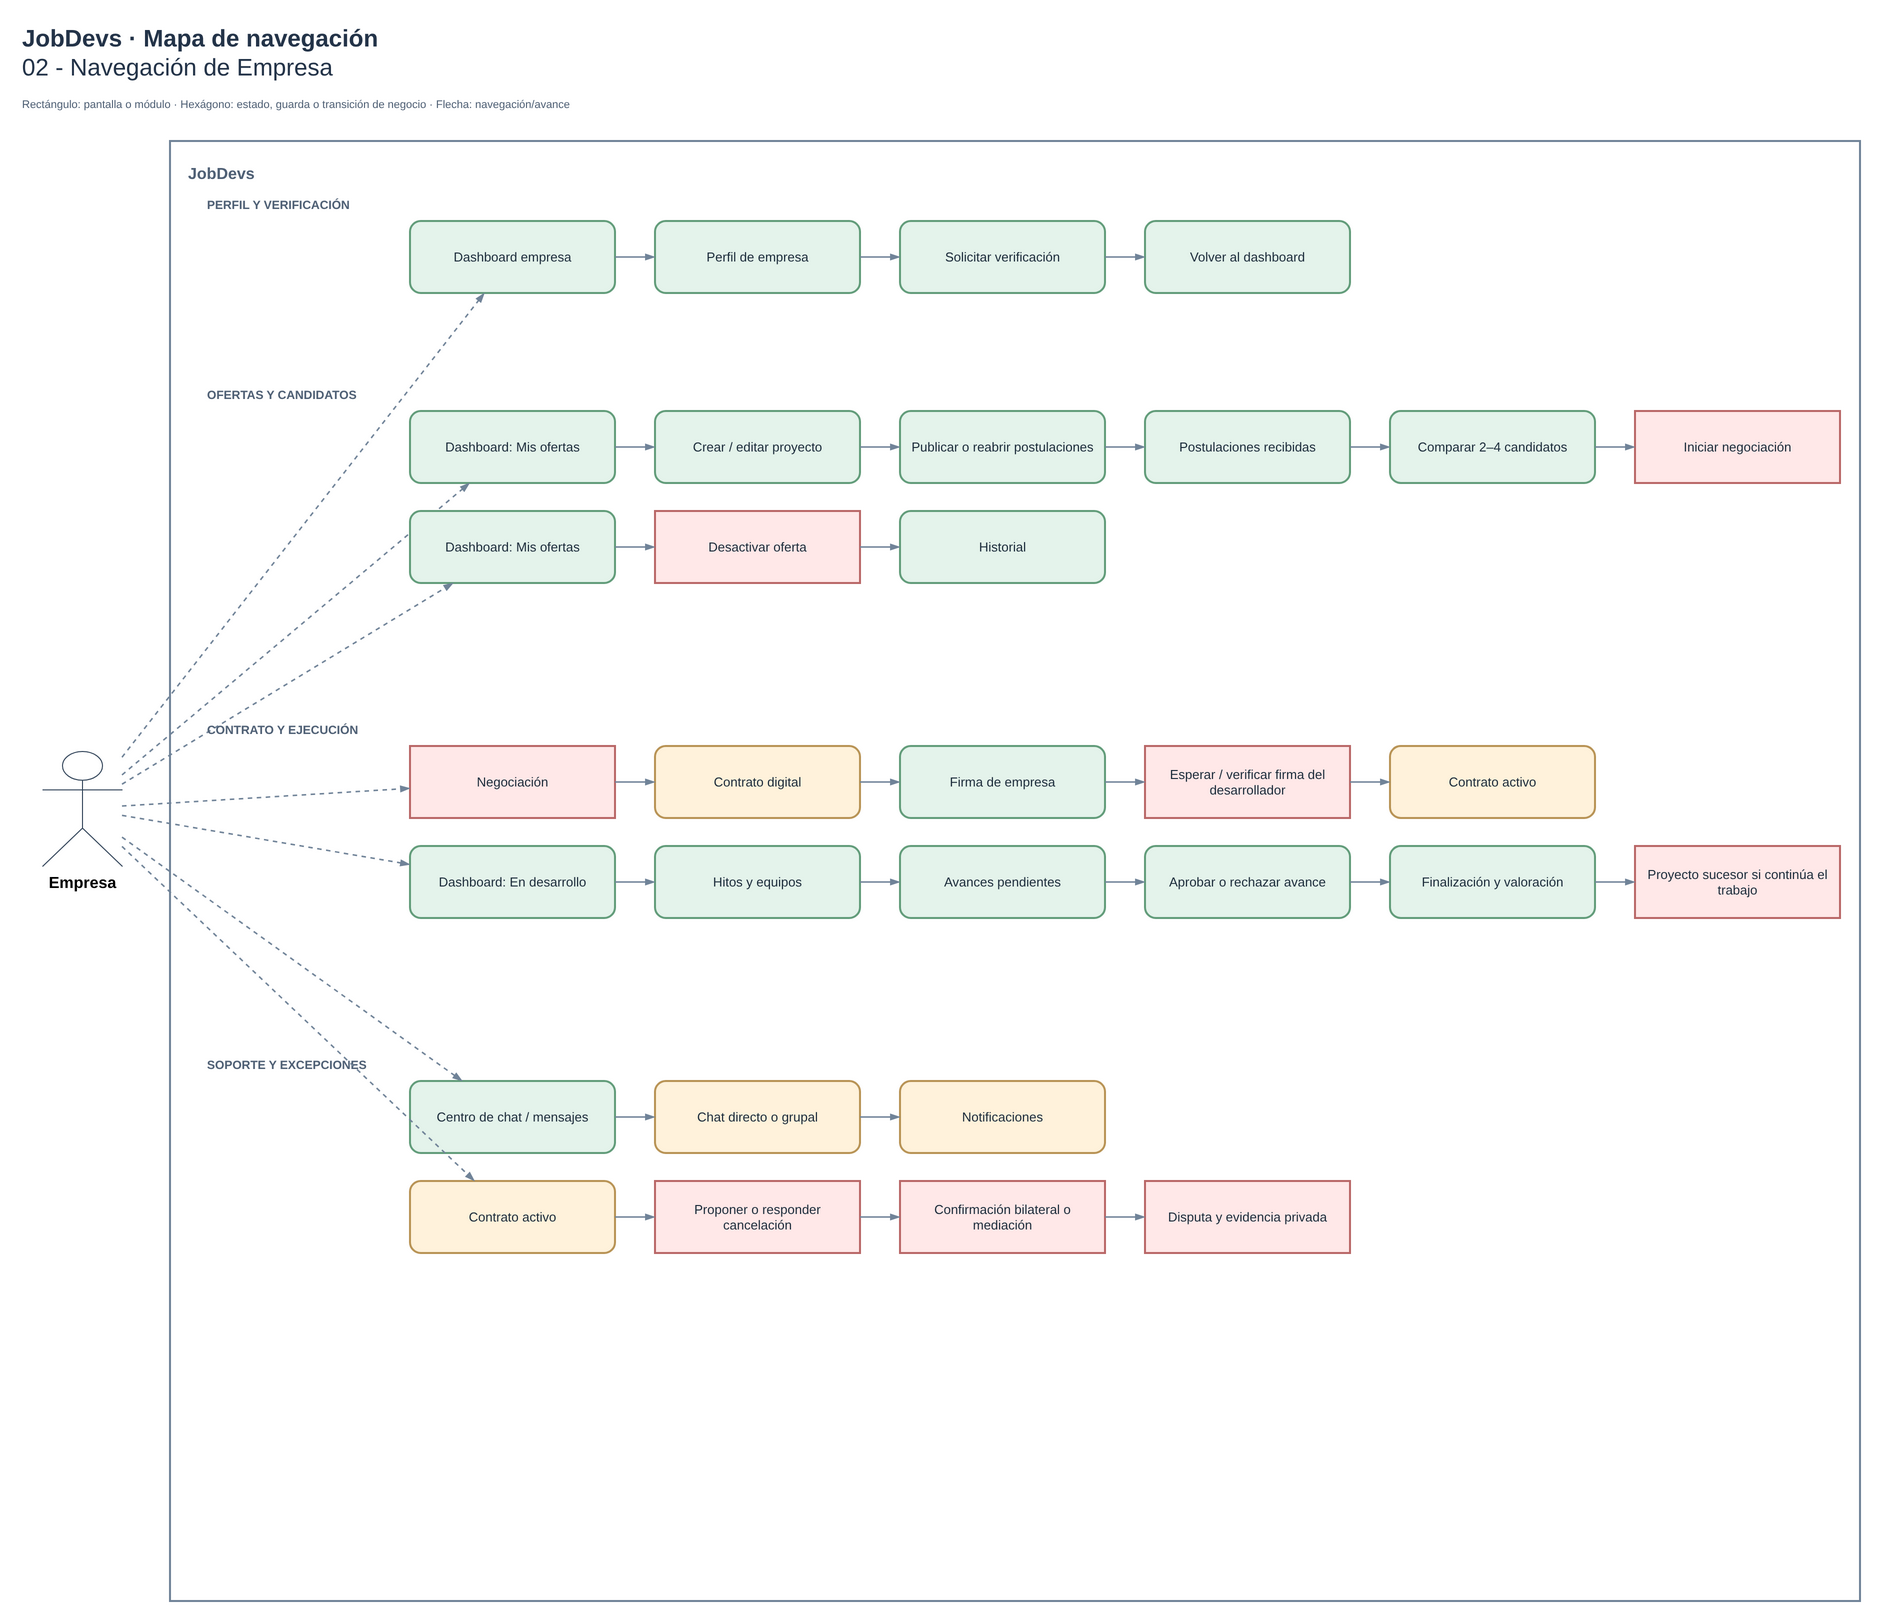 JobDevs · Mapa de navegación
02 - Navegación de Empresa
Rectángulo: pantalla o módulo · Hexágono: estado, guarda o transición de negocio · Flecha: navegación/avance
JobDevs
PERFIL Y VERIFICACIÓN
Dashboard empresa
Perfil de empresa
Solicitar verificación
Volver al dashboard
OFERTAS Y CANDIDATOS
Dashboard: Mis ofertas
Crear / editar proyecto
Publicar o reabrir postulaciones
Postulaciones recibidas
Comparar 2–4 candidatos
Iniciar negociación
Dashboard: Mis ofertas
Desactivar oferta
Historial
CONTRATO Y EJECUCIÓN
Negociación
Contrato digital
Firma de empresa
Esperar / verificar firma del
desarrollador
Contrato activo
Empresa
Dashboard: En desarrollo
Hitos y equipos
Avances pendientes
Aprobar o rechazar avance
Finalización y valoración
Proyecto sucesor si continúa el
trabajo
SOPORTE Y EXCEPCIONES
Centro de chat / mensajes
Chat directo o grupal
Notificaciones
Contrato activo
Proponer o responder
cancelación
Confirmación bilateral o
mediación
Disputa y evidencia privada